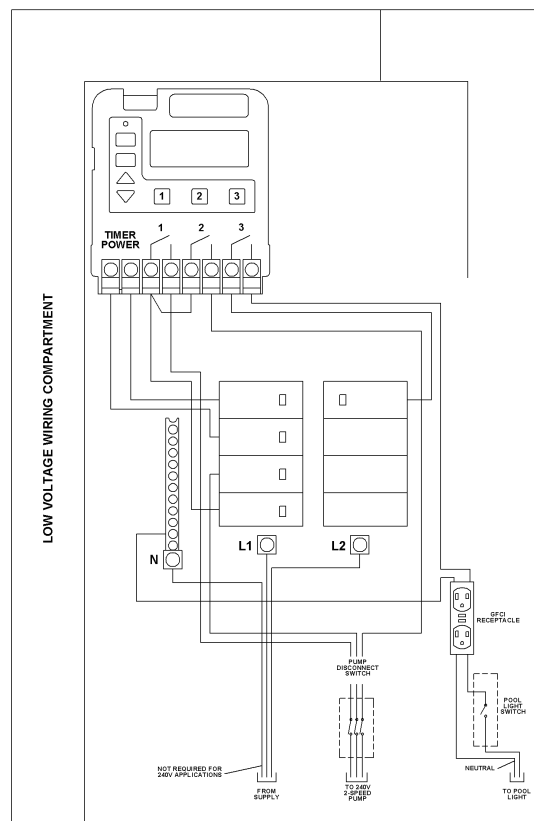 1 2 3
1 2 3
TIMER
POWER
LOW VOLTAGE WIRING COMPARTMENT
N
L1
L2
GFCI
RECEPTACLE
PUMP
DISCONNECT
SWITCH
POOL
LIGHT
SWITCH
NOT REQUIRED FOR
240V APPLICATIONS
NEUTRAL
FROM
SUPPLY
TO 240V
2-SPEED
PUMP
TO POOL
LIGHT